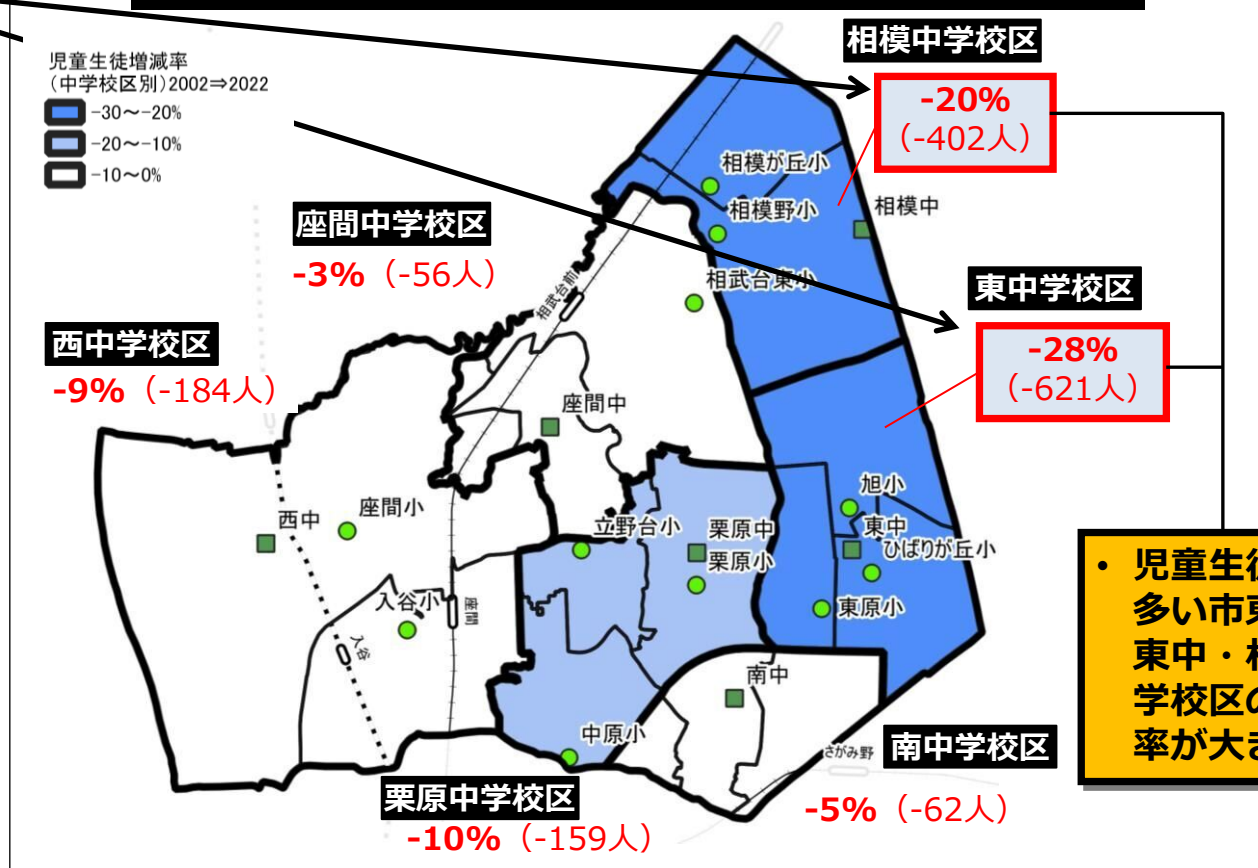 児童生徒増減率
(中学校区別)2002⇒2022
-30～-20%
-20～-10%
-10～0%
相模中学校区
-20%
（-402人）
相模が丘小
相模野小
相模中
座間中学校区
-3%（-56人）
相武台前
相武台東小
東中学校区
-28%
（-621人）
西中学校区
-9%（-184人）
座間中
旭小
西中
座間小
立野台小
栗原中
東中
ひばりが丘小
栗原小
入谷小
座間
東原小
入谷
南中
中原小
さがみ野
南中学校区
-5%（-62人）
栗原中学校区
-10%（-159人）
・ 児童生
多い市
東中・
学校区
率が大